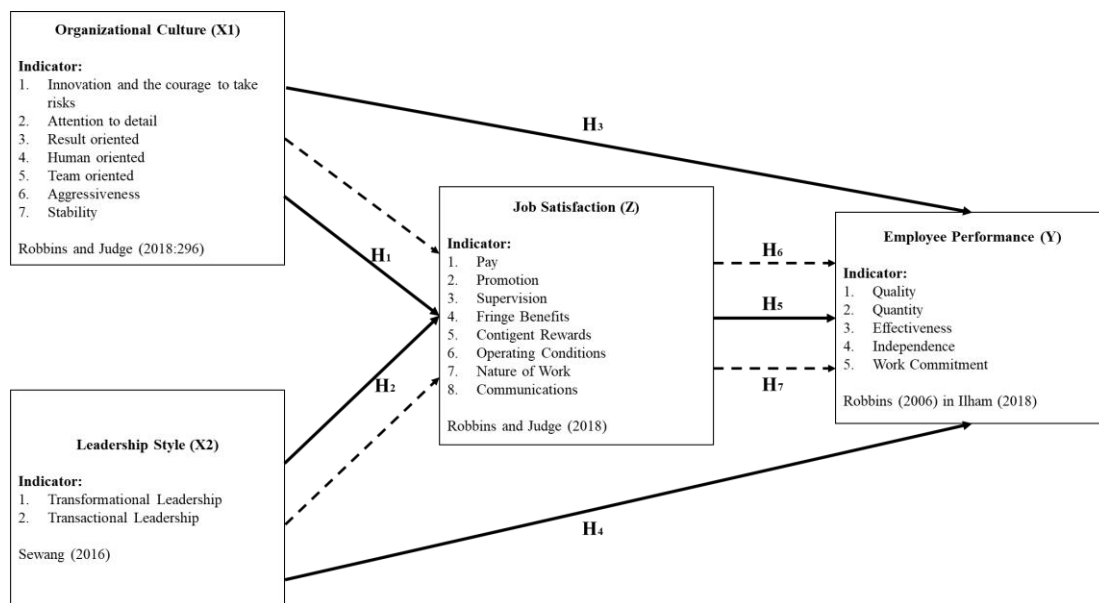 Organizational Culture (X1)
Indicator:
1. Innovation and the courage to take
risks
2. Attention to detail
3. Result oriented
4. Human oriented
5. Team oriented
6. Aggressiveness
7. Stability
Robbins and Judge (2018:296)
H3
H1
Job Satisfaction (Z)
Indicator:
1. Pay
2. Promotion
3. Supervision
4. Fringe Benefits
5. Contigent Rewards
6. Operating Conditions
7. Nature of Work
8. Communications
Robbins and Judge (2018)
H6
H5
H7
Employee Performance (Y)
Indicator:
1. Quality
2. Quantity
3. Effectiveness
4. Independence
5. Work Commitment
Robbins (2006) in Ilham (2018)
H2
Leadership Style (X2)
Indicator:
1. Transformational Leadership
2. Transactional Leadership
Sewang (2016)
H4